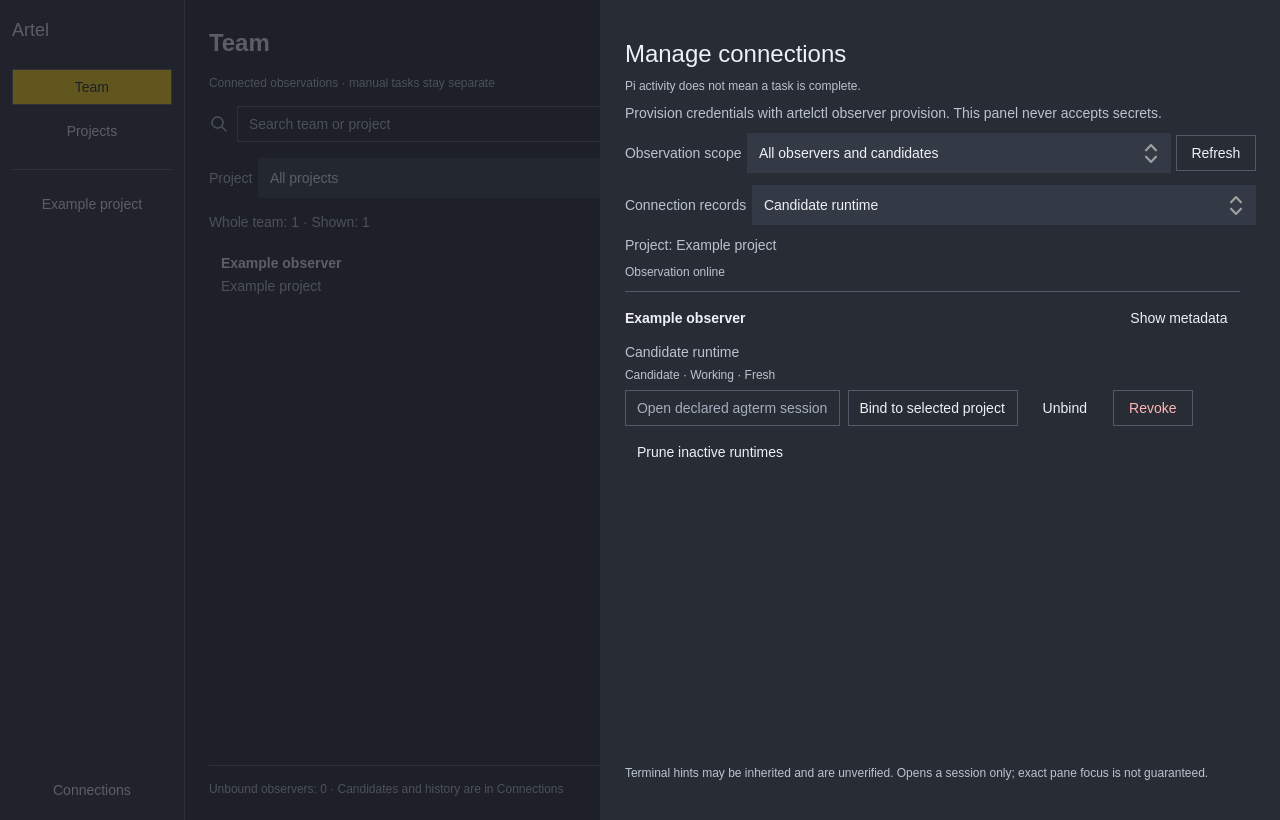 Artel
Team
Projects
Example project
Connections
Team
Connected observations · manual tasks stay separate
Search team or project
Project All projects
Whole team: 1 · Shown: 1
Example observer
Example project
Unbound observers: 0 · Candidates and history are in Connections
Manage connections
Pi activity does not mean a task is complete.
Provision credentials with artelctl observer provision. This panel never accepts secrets.
Observation scope All observers and candidates Refresh
Connection records Candidate runtime
Project: Example project
Observation online
Example observer Show metadata
Candidate runtime
Candidate · Working · Fresh
Open declared agterm session Bind to selected project Unbind Revoke
Prune inactive runtimes
Terminal hints may be inherited and are unverified. Opens a session only; exact pane focus is not guaranteed.